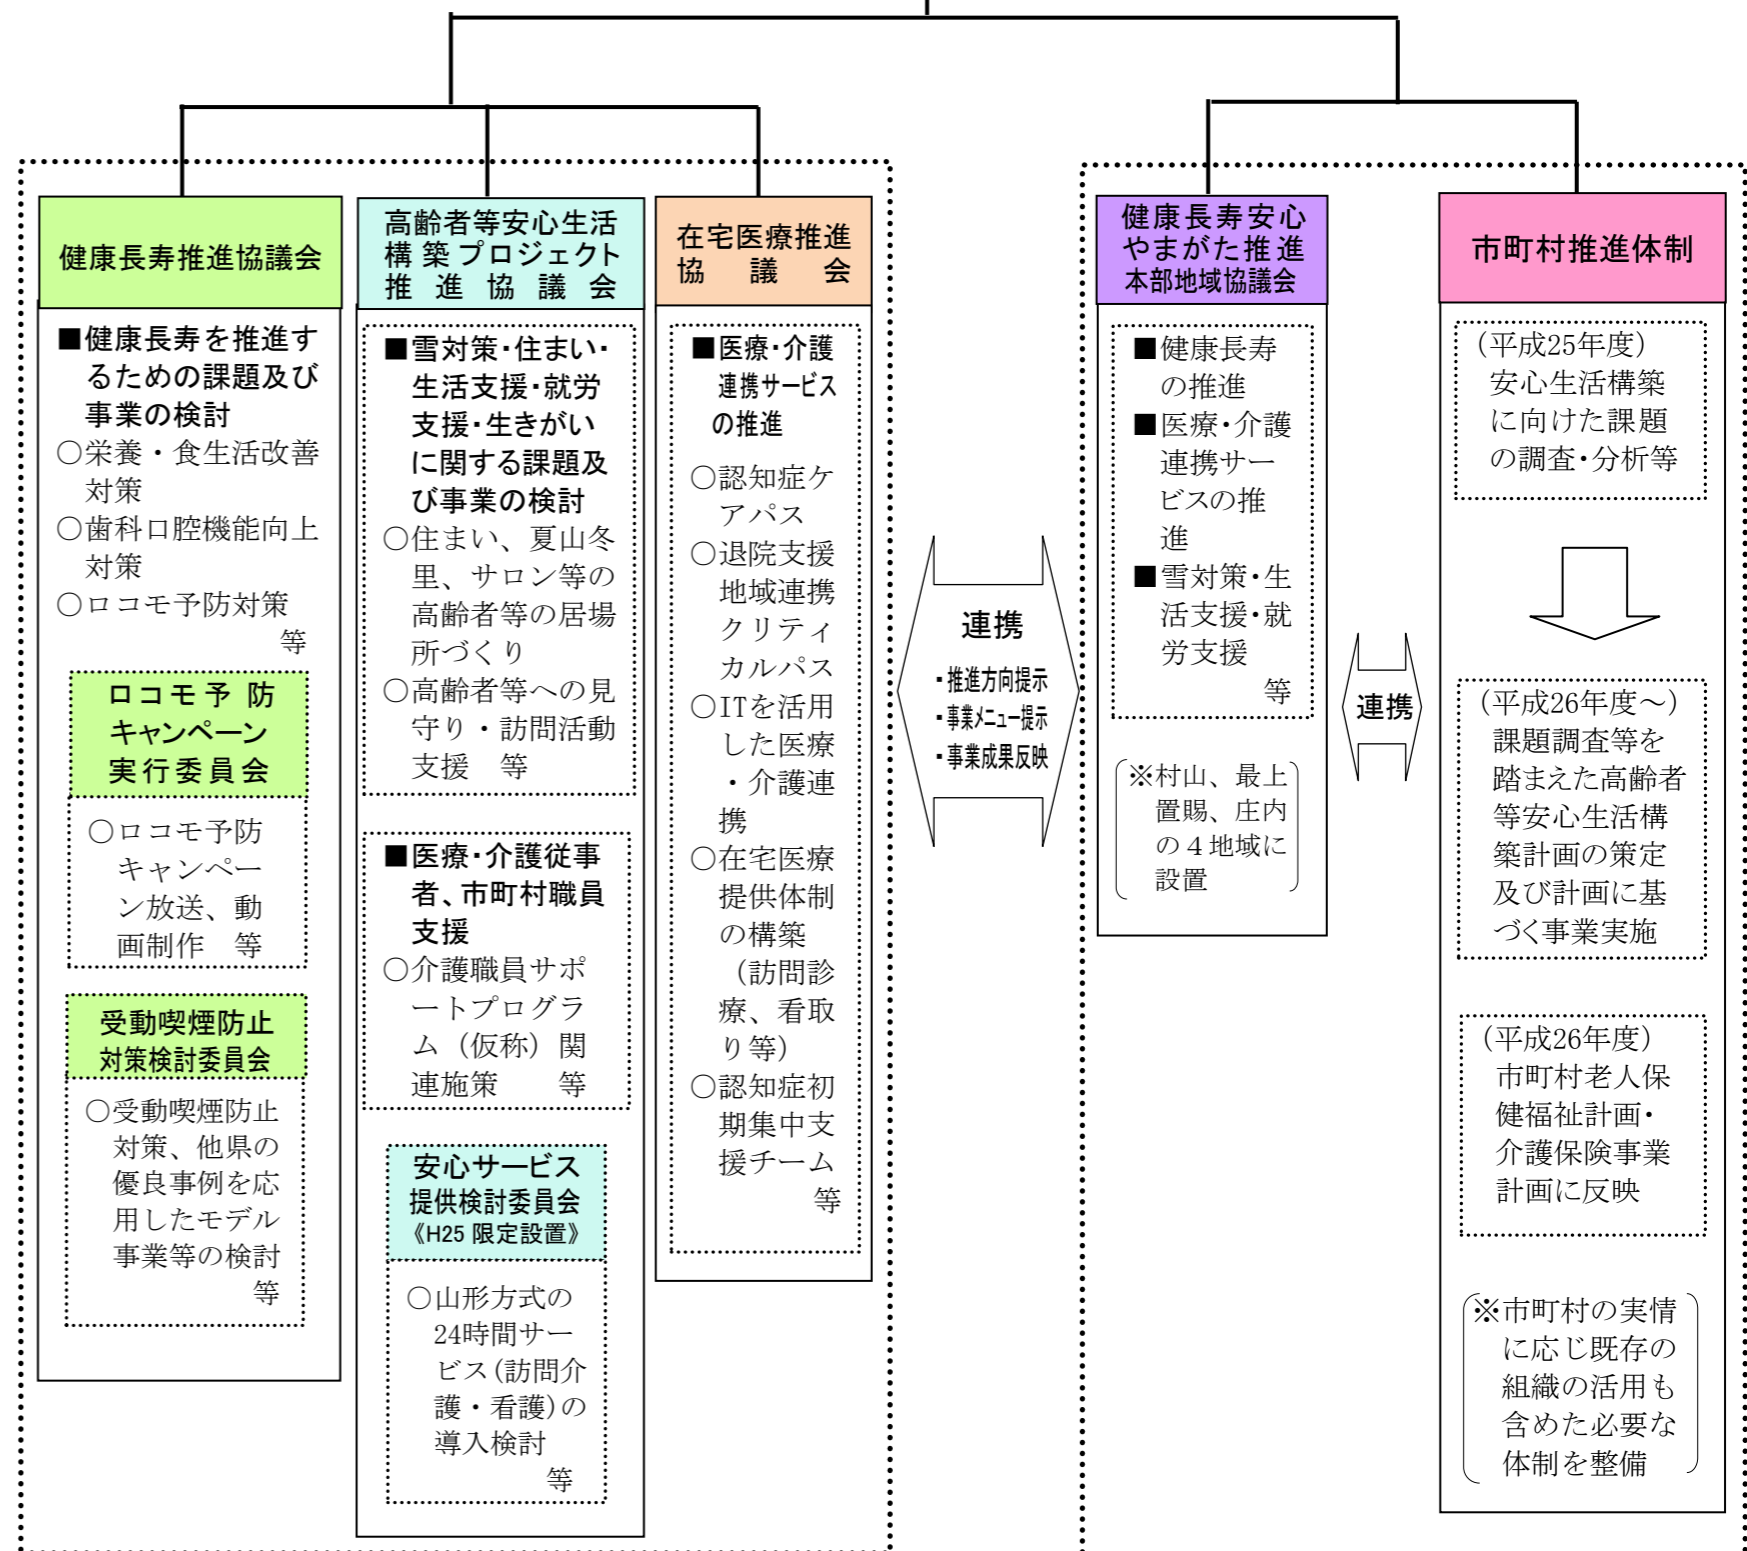 健康長寿推進協議会
■健康長寿を推進す
るための課題及び
事業の検討
○栄養・食生活改善
対策
○歯科口腔機能向上
対策
○ロコモ予防対策
等
ロコモ予防
キャンペーン
実行委員会
○ロコモ予防
キャンペー
ン放送、動
画制作 等
受動喫煙防止
対策検討委員会
○受動喫煙防止
対策、他県の
優良事例を応
用したモデル
事業等の検討
等
高齢者等安心生活
構築プロジェクト
推進協議会
■雪対策・住まい・
生活支援・就労
支援・生きがい
に関する課題及
び事業の検討
○住まい、夏山冬
里、サロン等の
高齢者等の居場
所づくり
○高齢者等への見
守り・訪問活動
支援 等
■医療・介護従事
者、市町村職員
支援
○介護職員サポ
ートプログラ
ム（仮称）関
連施策 等
安心サービス
提供検討委員会
《H25 限定設置》
○山形方式の
24時間サー
ビス(訪問介
護・看護)の
導入検討
等
在宅医療推進
協議会
■医療・介護
連携サービス
の推進
○認知症ケ
アパス
○退院支援
地域連携
クリティ
カルパス
○ITを活用
した医療
・介護連
携
○在宅医療
提供体制
の構築
（訪問診
療、看取
り等）
○認知症初
期集中支
援チーム
等
連携
・推進方向提示
・事業メニュー提示
・事業成果反映
健康長寿安心
やまがた推進
本部地域協議会
■健康長寿
の推進
■医療・介護
連携サー
ビスの推
進
■雪対策・生
活支援・就
労支援
等
※村山、最上
置賜、庄内
の４地域に
設置
連携
市町村推進体制
(平成25年度)
安心生活構築
に向けた課題
の調査・分析等
(平成26年度～)
課題調査等を
踏まえた高齢者
等安心生活構
築計画の策定
及び計画に基
づく事業実施
(平成26年度)
市町村老人保
健福祉計画・
介護保険事業
計画に反映
※市町村の実情
に応じ既存の
組織の活用も
含めた必要な
体制を整備